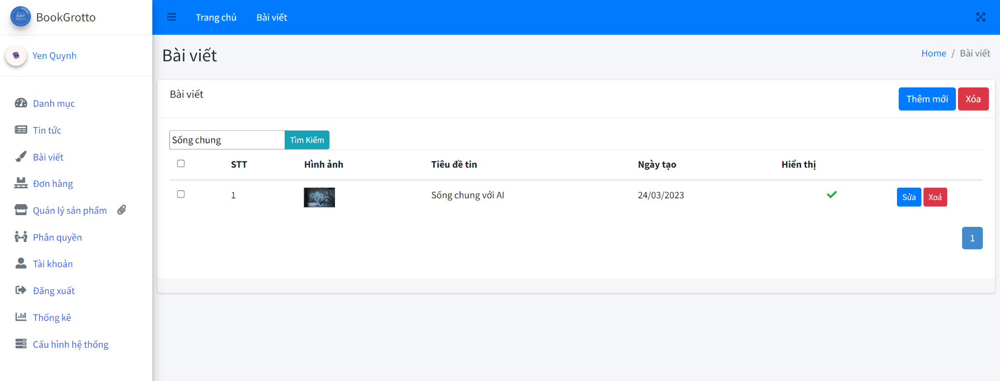 BookGrotto
Trang chủ
Bài viết
Yen Quynh
Bài viết
Home / Bài viết
Danh mục
Tin tức
Bài viết
Đơn hàng
Quản lý sản phẩm
Phân quyền
Tài khoản
Đăng xuất
Thống kê
Cấu hình hệ thống
Bài viết
Thêm mới
Xóa
Sống chung
Tìm Kiếm
STT Hình ảnh Tiêu đề tin Ngày tạo Hiển thị
1 Sống chung với AI 24/03/2023 Sửa Xoá
1